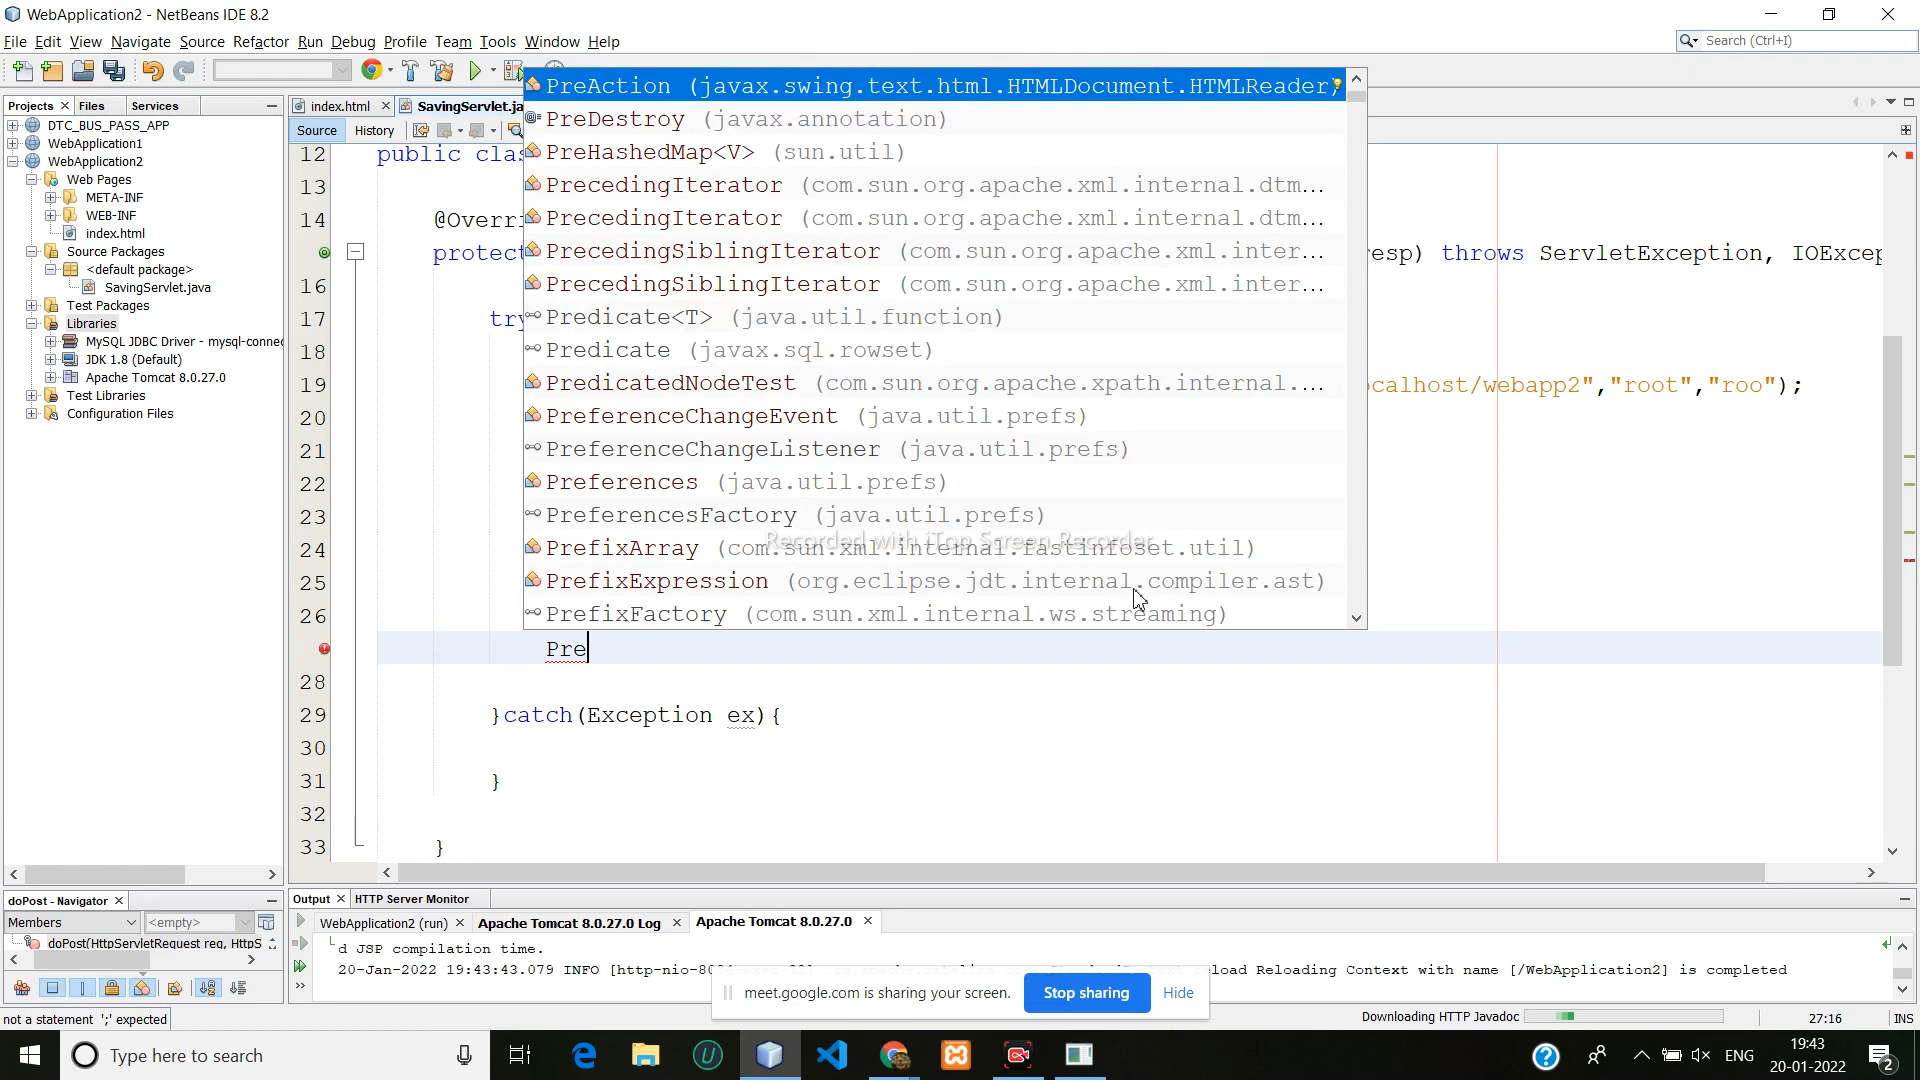 WebApplication2 - NetBeans IDE 8.2
File Edit View Navigate Source Refactor Run Debug Profile Team Tools Window Help
Search (Ctrl+I)
Projects Files Services
index.html SavingServlet.ja
Source History
DTC_BUS_PASS_APP
WebApplication1
WebApplication2
Web Pages
META-INF
WEB-INF
index.html
Source Packages
<default package>
SavingServlet.java
Test Packages
Libraries
MySQL JDBC Driver - mysql-connec
JDK 1.8 (Default)
Apache Tomcat 8.0.27.0
Test Libraries
Configuration Files
PreAction (javax.swing.text.html.HTMLDocument.HTMLReader)
PreDestroy (javax.annotation)
PreHashedMap<V> (sun.util)
PrecedingIterator (com.sun.org.apache.xml.internal.dtm...
PrecedingIterator (com.sun.org.apache.xml.internal.dtm...
PrecedingSiblingIterator (com.sun.org.apache.xml.inter...
PrecedingSiblingIterator (com.sun.org.apache.xml.inter...
Predicate<T> (java.util.function)
Predicate (javax.sql.rowset)
PredicatedNodeTest (com.sun.org.apache.xpath.internal....
PreferenceChangeEvent (java.util.prefs)
PreferenceChangeListener (java.util.prefs)
Preferences (java.util.prefs)
PreferencesFactory (java.util.prefs)
PrefixArray (com.sun.xml.internal.fastinfoset.util)
PrefixExpression (org.eclipse.jdt.internal.compiler.ast)
PrefixFactory (com.sun.xml.internal.ws.streaming)
Recorded with iTop Screen Recorder
12 public clas
13
14 @Overri
protect resp) throws ServletException, IOExcep
16
17 try
18
19 ocalhost/webapp2","root","roo");
20
21
22
23
24
25
26
Pre
28
29 }catch(Exception ex){
30
31 }
32
33 }
doPost - Navigator
Members <empty>
doPost(HttpServletRequest req, HttpS
Output HTTP Server Monitor
WebApplication2 (run) Apache Tomcat 8.0.27.0 Log Apache Tomcat 8.0.27.0
d JSP compilation time.
20-Jan-2022 19:43:43.079 INFO Reloading Context with name [/WebApplication2] is completed
meet.google.com is sharing your screen. Stop sharing Hide
not a statement ';' expected
Downloading HTTP Javadoc 27:16 INS
Type here to search
ENG
19:43
20-01-2022
2